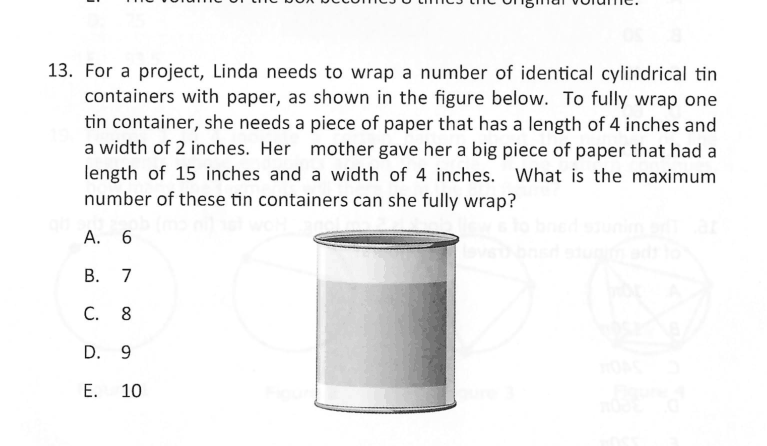 13. For a project, Linda needs to wrap a number of identical cylindrical tin
containers with paper, as shown in the figure below. To fully wrap one
tin container, she needs a piece of paper that has a length of 4 inches and
a width of 2 inches. Her mother gave her a big piece of paper that had a
length of 15 inches and a width of 4 inches. What is the maximum
number of these tin containers can she fully wrap?
A. 6
B. 7
C. 8
D. 9
E. 10